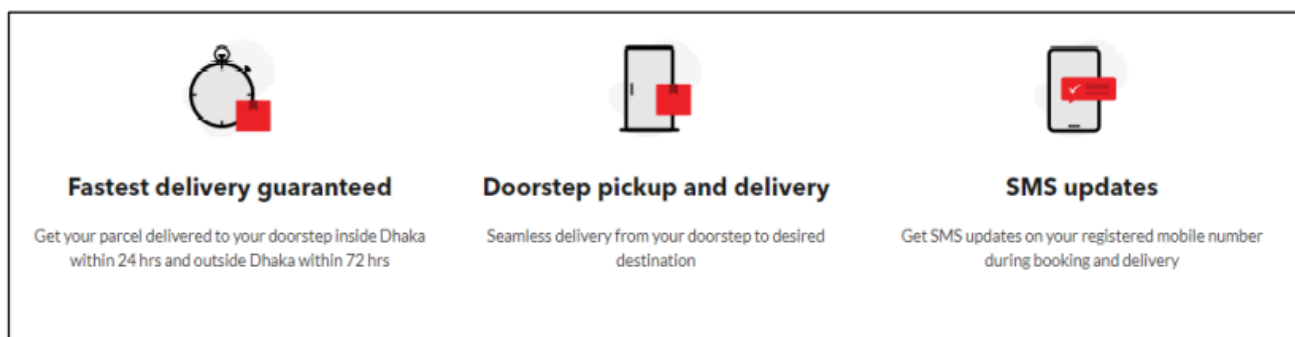 Fastest delivery guaranteed
Get your parcel delivered to your doorstep inside Dhaka
within 24 hrs and outside Dhaka within 72 hrs
Doorstep pickup and delivery
Seamless delivery from your doorstep to desired
destination
SMS updates
Get SMS updates on your registered mobile number
during booking and delivery